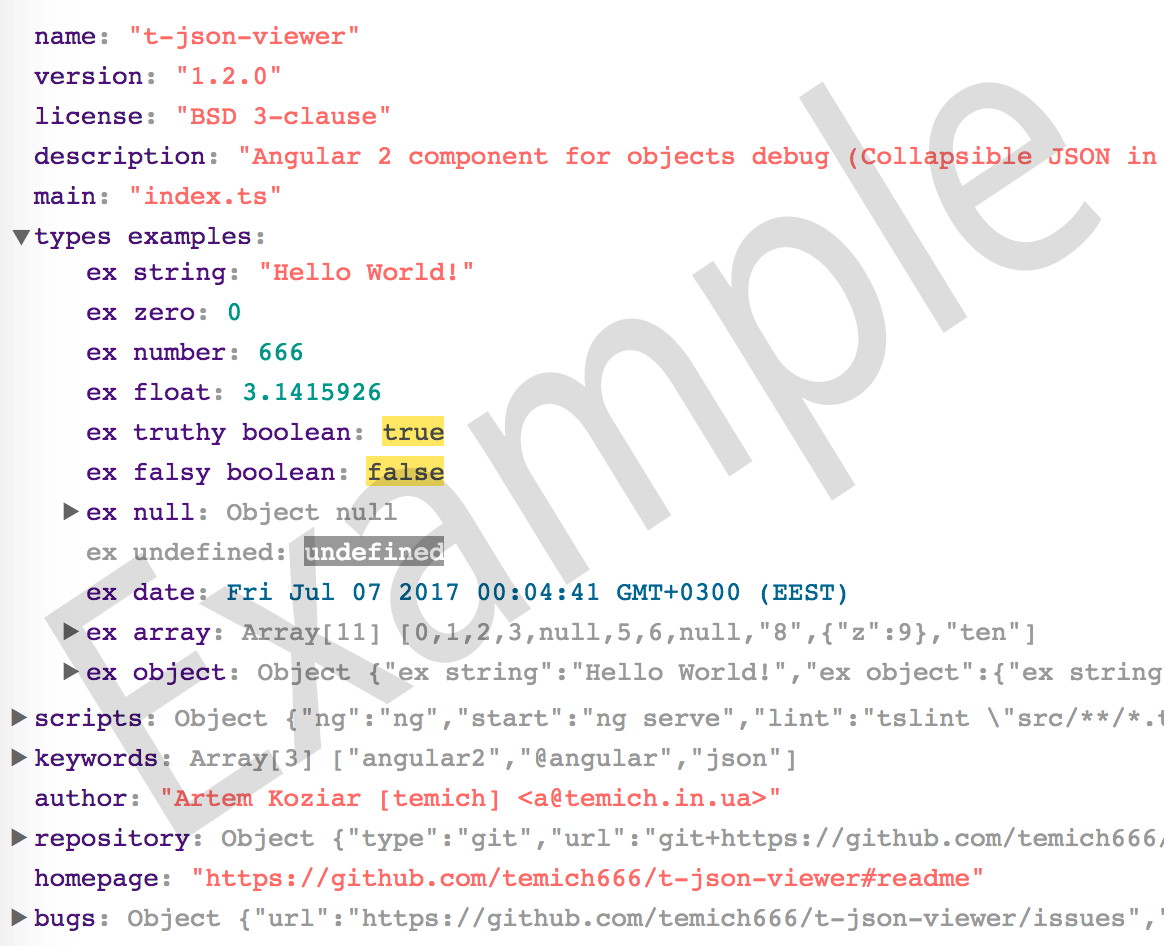 name: "t-json-viewer"
version: "1.2.0"
license: "BSD 3-clause"
description: "Angular 2 component for objects debug (Collapsible JSON in
main: "index.ts"
▼types examples:
ex string: "Hello World!"
ex zero: 0
ex number: 666
ex float: 3.1415926
ex truthy boolean: true
ex falsy boolean: false
▶ex null: Object null
ex undefined: undefined
ex date: Fri Jul 07 2017 00:04:41 GMT+0300 (EEST)
▶ex array: Array[11] [0,1,2,3,null,5,6,null,"8",{"z":9},"ten"]
▶ex object: Object {"ex string":"Hello World!","ex object":{"ex string
▶scripts: Object {"ng":"ng","start":"ng serve","lint":"tslint \"src/**/*.t
▶keywords: Array[3] ["angular2","@angular","json"]
author: "Artem Koziar [temich] <a@temich.in.ua>"
▶repository: Object {"type":"git","url":"git+https://github.com/temich666/
homepage: "https://github.com/temich666/t-json-viewer#readme"
▶bugs: Object {"url":"https://github.com/temich666/t-json-viewer/issues","
Example